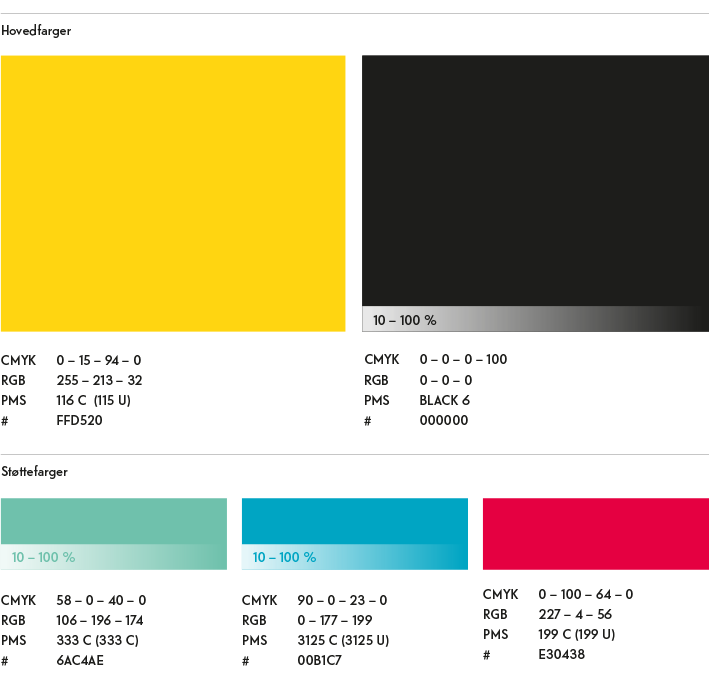 Hovedfarger
10 – 100 %
CMYK 0 – 15 – 94 – 0
RGB 255 – 213 – 32
PMS 116 C (115 U)
# FFD520
CMYK 0 – 0 – 0 – 100
RGB 0 – 0 – 0
PMS BLACK 6
# 000000
Støttefarger
10 – 100 %
10 – 100 %
CMYK 58 – 0 – 40 – 0
RGB 106 – 196 – 174
PMS 333 C (333 C)
# 6AC4AE
CMYK 90 – 0 – 23 – 0
RGB 0 – 177 – 199
PMS 3125 C (3125 U)
# 00B1C7
CMYK 0 – 100 – 64 – 0
RGB 227 – 4 – 56
PMS 199 C (199 U)
# E30438